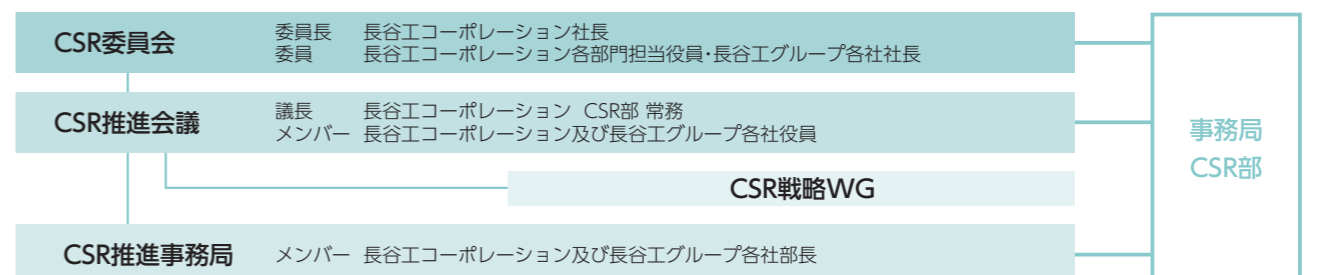 CSR委員会
委員長 長谷工コーポレーション社長
委員 長谷工コーポレーション各部門担当役員・長谷工グループ各社社長
CSR推進会議
議長 長谷工コーポレーション CSR部 常務
メンバー 長谷工コーポレーション及び長谷工グループ各社役員
CSR戦略WG
CSR推進事務局
メンバー 長谷工コーポレーション及び長谷工グループ各社部長
事務局
CSR部